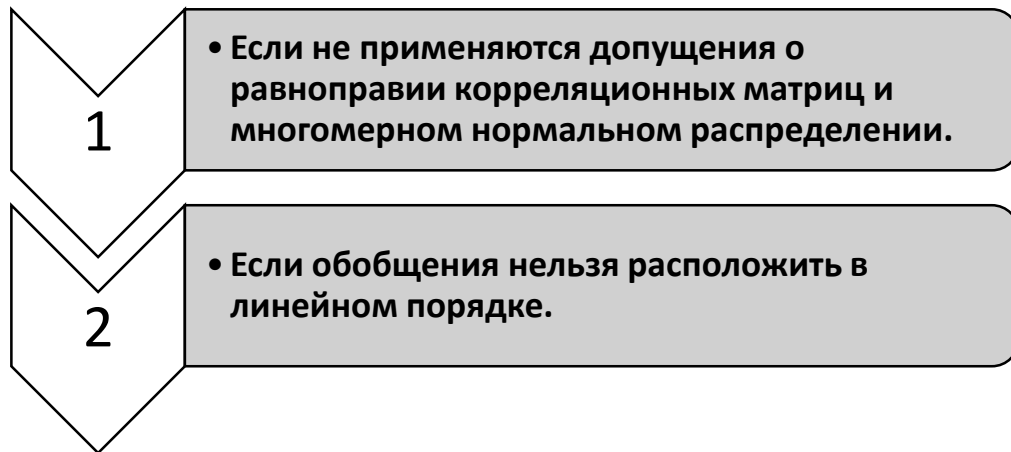 1
• Если не применяются допущения о
равноправии корреляционных матриц и
многомерном нормальном распределении.
2
• Если обобщения нельзя расположить в
линейном порядке.